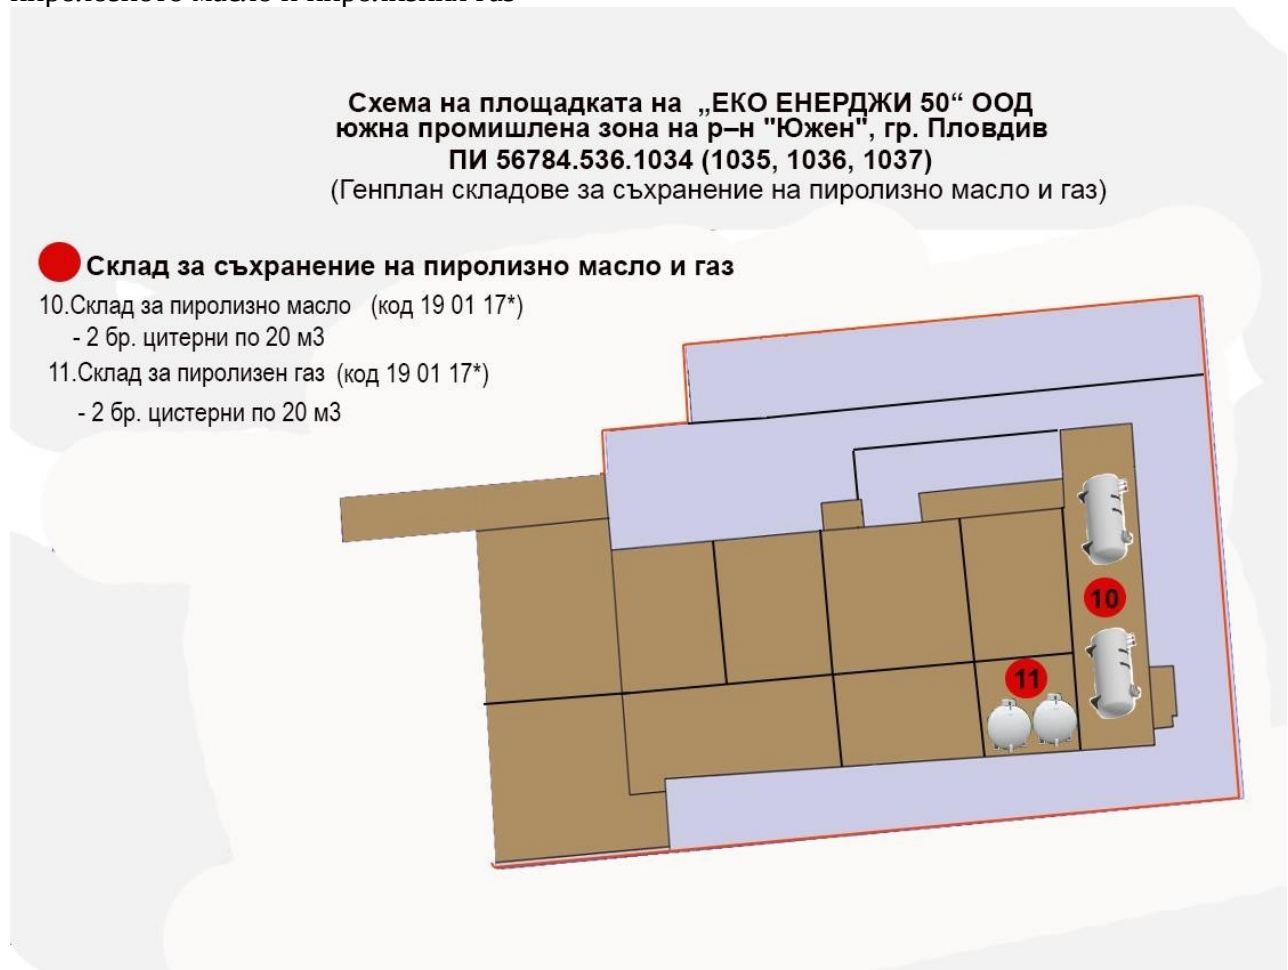 Схема на площадката на „ЕКО ЕНЕРДЖИ 50“ ООД
южна промишлена зона на р–н "Южен", гр. Пловдив
ПИ 56784.536.1034 (1035, 1036, 1037)
(Генплан складове за съхранение на пиролизно масло и газ)
Склад за съхранение на пиролизно масло и газ
10.Склад за пиролизно масло (код 19 01 17*)
- 2 бр. цитерни по 20 м3
11.Склад за пиролизен газ (код 19 01 17*)
- 2 бр. цистерни по 20 м3
10
11